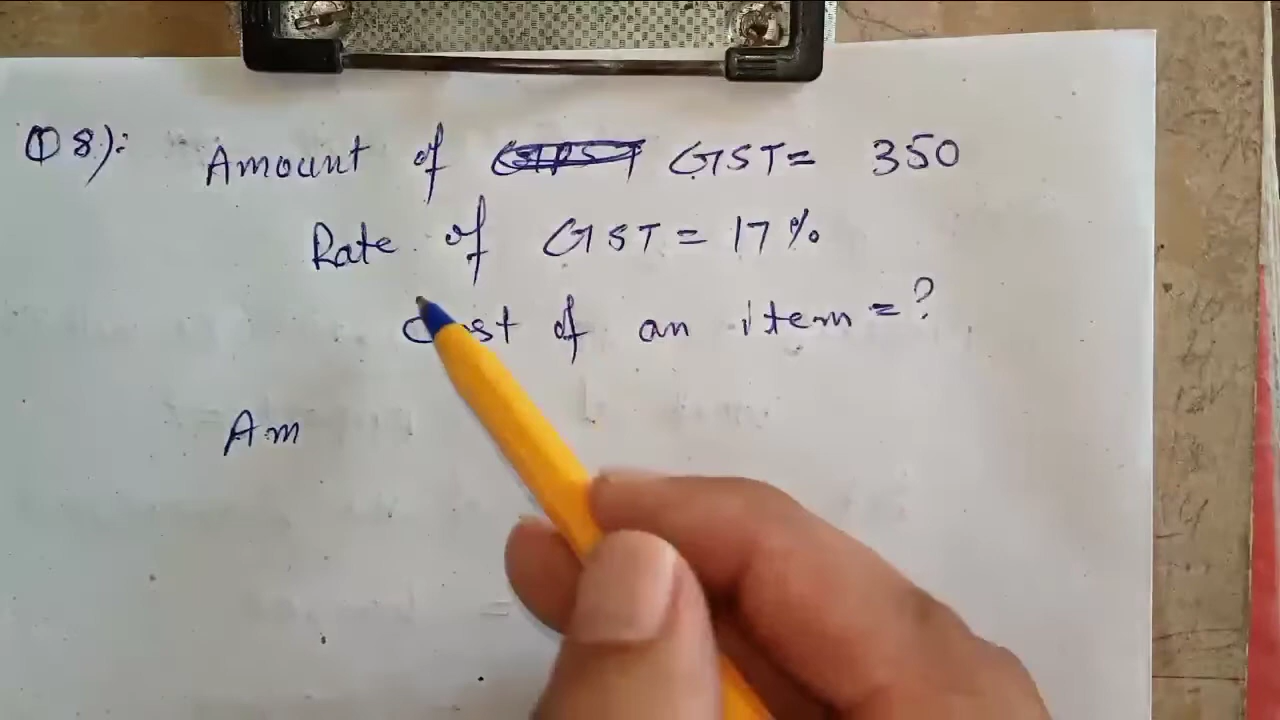 Q8):
Amount of GST= 350
Rate of GST = 17%
Cost of an item = ?
Am